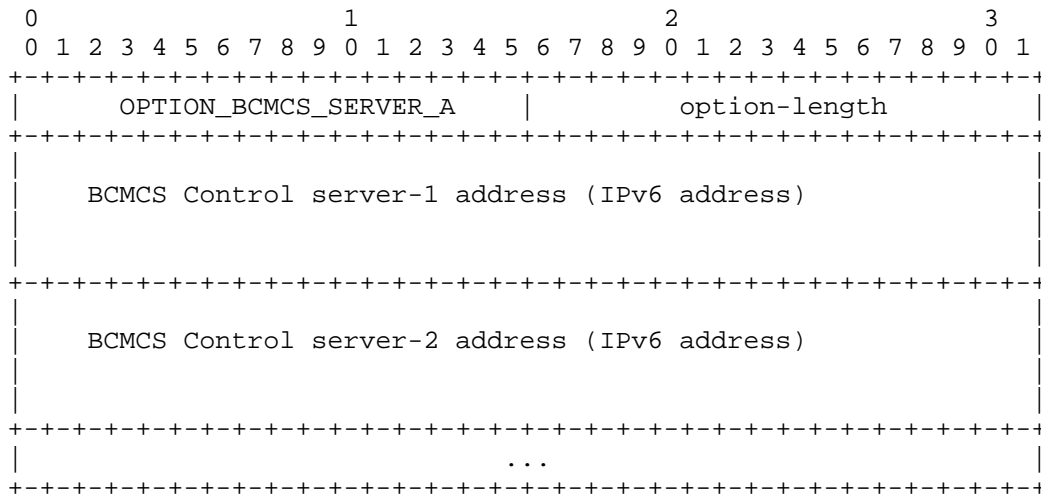 0                   1                   2                   3
 0 1 2 3 4 5 6 7 8 9 0 1 2 3 4 5 6 7 8 9 0 1 2 3 4 5 6 7 8 9 0 1
+-+-+-+-+-+-+-+-+-+-+-+-+-+-+-+-+-+-+-+-+-+-+-+-+-+-+-+-+-+-+-+-+
|      OPTION_BCMCS_SERVER_A    |         option-length         |
+-+-+-+-+-+-+-+-+-+-+-+-+-+-+-+-+-+-+-+-+-+-+-+-+-+-+-+-+-+-+-+-+
|                                                               |
|    BCMCS Control server-1 address (IPv6 address)              |
|                                                               |
|                                                               |
+-+-+-+-+-+-+-+-+-+-+-+-+-+-+-+-+-+-+-+-+-+-+-+-+-+-+-+-+-+-+-+-+
|                                                               |
|    BCMCS Control server-2 address (IPv6 address)              |
|                                                               |
|                                                               |
+-+-+-+-+-+-+-+-+-+-+-+-+-+-+-+-+-+-+-+-+-+-+-+-+-+-+-+-+-+-+-+-+
|                              ...                              |
+-+-+-+-+-+-+-+-+-+-+-+-+-+-+-+-+-+-+-+-+-+-+-+-+-+-+-+-+-+-+-+-+